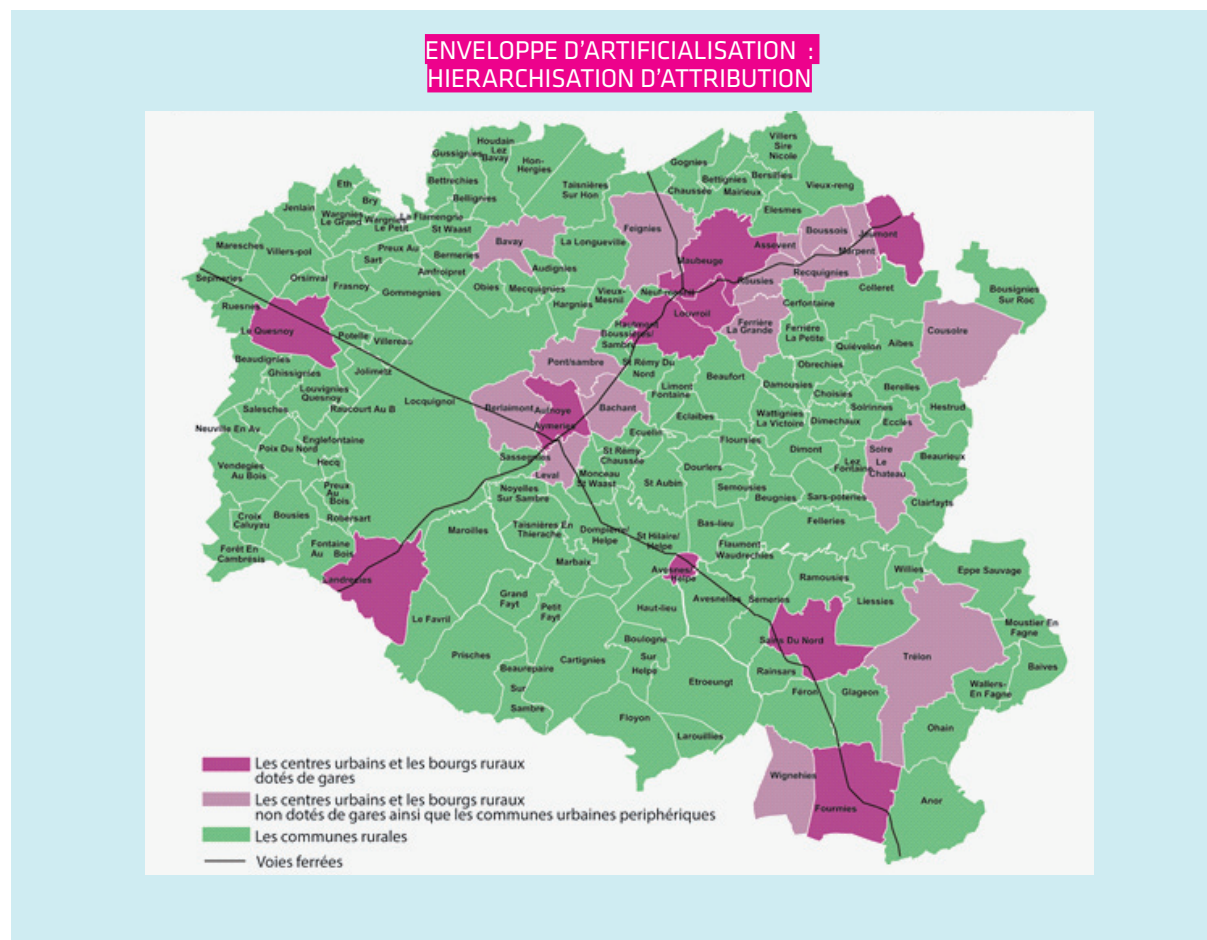 ENVELOPPE D'ARTIFICIALISATION :
HIERARCHISATION D'ATTRIBUTION
Houdain
Lez
Bavay
Gussignies
Hon-
Hergies
Villers
Sire
Nicole
Gognies
Chaussée
Bettignies
Bersillies
Mairieux
Vieux-reng
Eth
Bry
Bettrechies
Bellignies
Taisnières
Sur Hon
Jenlain
Wargnies
Le Grand
Wargnies
Le Petit
La Flamengrie
St Waast
Elesmes
Feignies
Boussois
Jeumont
Marpent
Assevent
Maresches
Villers-pol
Preux Au
Sart
Bermeries
Bavay
La Longueville
Maubeuge
Recquignies
Rousies
Sepmeries
Orsinval
Frasnoy
Amfroipret
Gommegnies
Audignies
Obies
Mecquignies
Hargnies
Vieux-
Mesnil
Neuf-mesnil
Louvroil
Colleret
Cerfontaine
Bousignies
Sur Roc
Ruesnes
Le Quesnoy
Potelle
Villereau
Hautmont
Boussières/
Sambre
Ferrière
La Grande
Ferrière
La Petite
Cousolre
Quiévelon
Aibes
Beaudignies
Ghissignies
Jolimetz
Louvignies
Quesnoy
Pont/sambre
St Rémy Du
Nord
Limont
Fontaine
Beaufort
Obrechies
Damousies
Choisies
Berelles
Salesches
Raucourt Au B
Locquignol
Berlaimont
Aulnoye
Aymeries
Bachant
Eclaibes
Wattignies
La Victoire
Dimechaux
Solrinnes
Eccles
Hestrud
Neuville En Av
Englefontaine
Poix Du Nord
Hecq
Ecuelin
Floursies
Dimont
Solre
Le
Chateau
Beaurieux
Lez
Fontaine
Vendegies
Au Bois
Preux
Au
Bois
Sassegnies
Leval
St Rémy
Chaussée
Monceau
St Waast
St Aubin
Dourlers
Semousies
Beugnies
Sars-poteries
Clairfayts
Croix
Caluyau
Bousies
Robersart
Noyelles
Sur Sambre
Maroilles
Taisnières En
Thierache
Dompierre/
Helpe
St Hilaire/
Helpe
Bas-lieu
Felleries
Forêt En
Cambrésis
Fontaine
Au Bois
Landrecies
Marbaix
Avesnes/
Helpe
Flaumont
Waudrechies
Ramousies
Willies
Eppe Sauvage
Le Favril
Grand
Fayt
Petit
Fayt
Haut-lieu
Avesnelles
Semeries
Liessies
Moustier En
Fagne
Prisches
Beaurepaire
Sur
Sambre
Cartignies
Boulogne
Sur
Helpe
Etroeungt
Sains Du Nord
Rainsars
Trélon
Baives
Wallers-
En Fagne
Féron
Glageon
Floyon
Larouillies
Ohain
Wignehies
Fourmies
Anor
Les centres urbains et les bourgs ruraux
dotés de gares
Les centres urbains et les bourgs ruraux
non dotés de gares ainsi que les communes urbaines periphériques
Les communes rurales
Voies ferrées